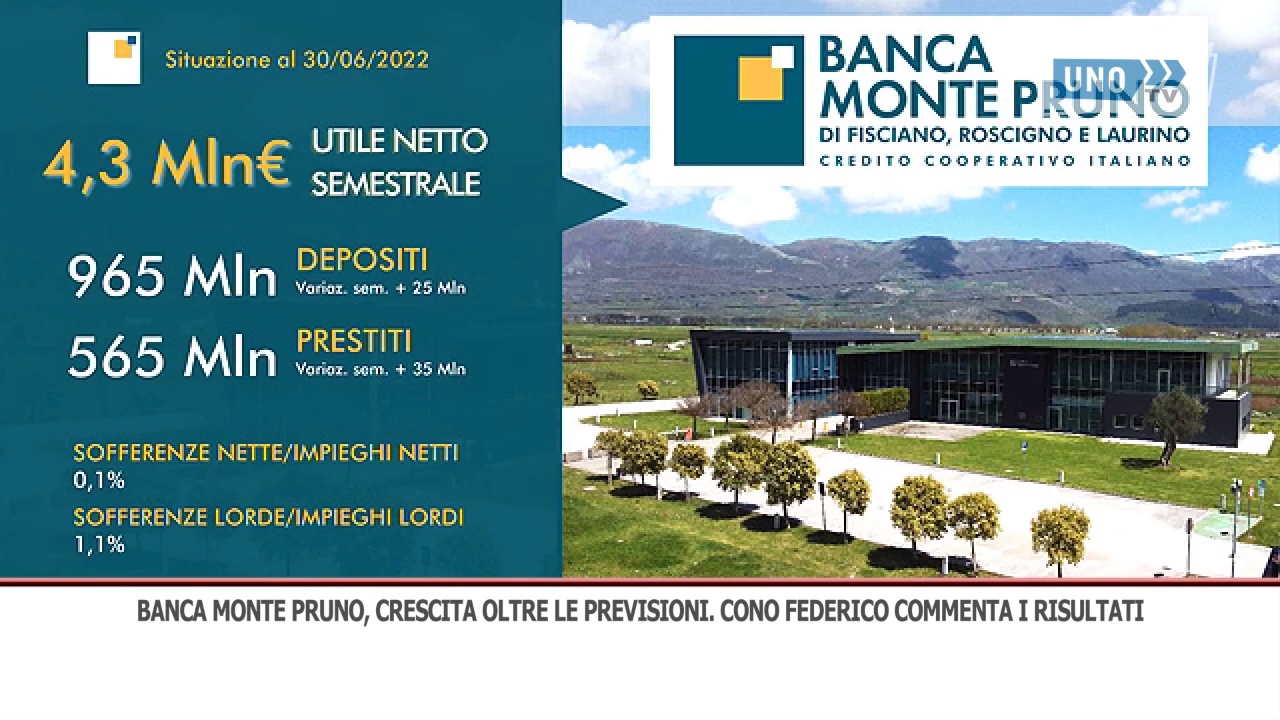 Situazione al 30/06/2022
4,3 Mln€
UTILE NETTO
SEMESTRALE
965 Mln
DEPOSITI
Variaz. sem. + 25 Mln
565 Mln
PRESTITI
Variaz. sem. + 35 Mln
SOFFERENZE NETTE/IMPIEGHI NETTI
0,1%
SOFFERENZE LORDE/IMPIEGHI LORDI
1,1%
BANCA
MONTE PRUNO
DI FISCIANO, ROSCIGNO E LAURINO
CREDITO COOPERATIVO ITALIANO
UNO
TV
BANCA MONTE PRUNO, CRESCITA OLTRE LE PREVISIONI. CONO FEDERICO COMMENTA I RISULTATI